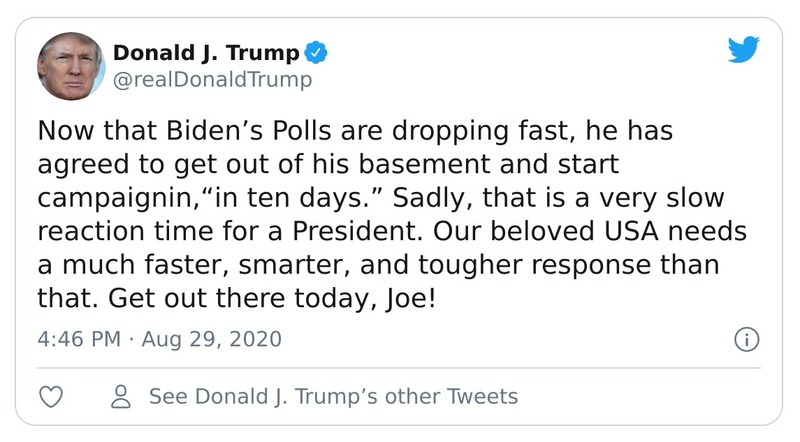 Donald J. Trump
@realDonaldTrump
Now that Biden’s Polls are dropping fast, he has
agreed to get out of his basement and start
campaignin,“in ten days.” Sadly, that is a very slow
reaction time for a President. Our beloved USA needs
a much faster, smarter, and tougher response than
that. Get out there today, Joe!
4:46 PM · Aug 29, 2020
See Donald J. Trump’s other Tweets